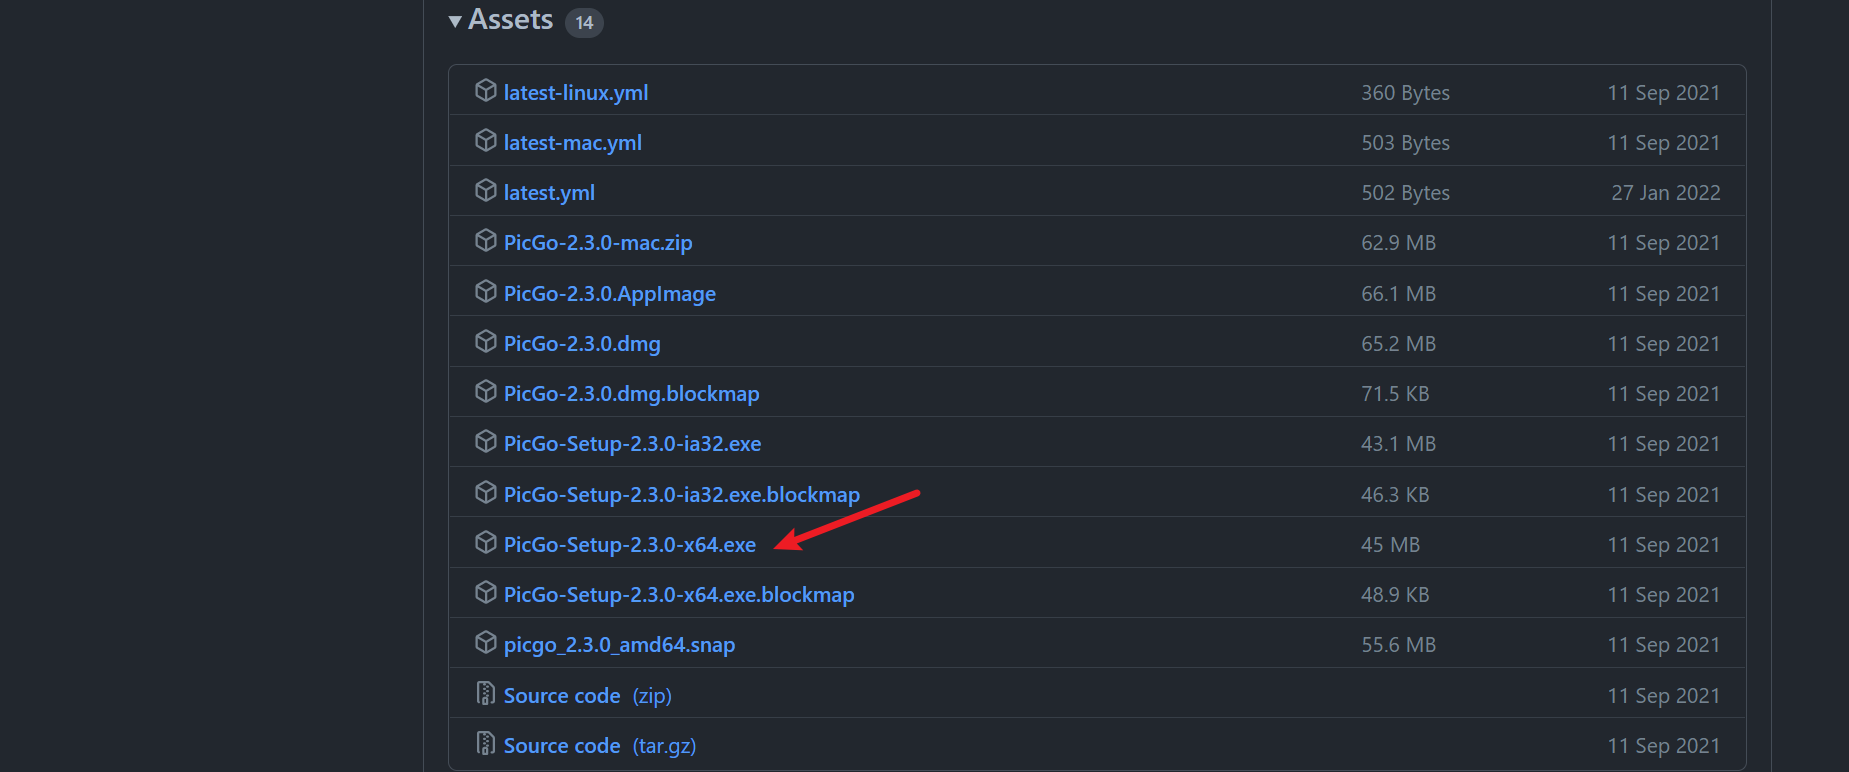 Assets 14
latest-linux.yml 360 Bytes 11 Sep 2021
latest-mac.yml 503 Bytes 11 Sep 2021
latest.yml 502 Bytes 27 Jan 2022
PicGo-2.3.0-mac.zip 62.9 MB 11 Sep 2021
PicGo-2.3.0.AppImage 66.1 MB 11 Sep 2021
PicGo-2.3.0.dmg 65.2 MB 11 Sep 2021
PicGo-2.3.0.dmg.blockmap 71.5 KB 11 Sep 2021
PicGo-Setup-2.3.0-ia32.exe 43.1 MB 11 Sep 2021
PicGo-Setup-2.3.0-ia32.exe.blockmap 46.3 KB 11 Sep 2021
PicGo-Setup-2.3.0-x64.exe 45 MB 11 Sep 2021
PicGo-Setup-2.3.0-x64.exe.blockmap 48.9 KB 11 Sep 2021
picgo_2.3.0_amd64.snap 55.6 MB 11 Sep 2021
Source code (zip) 11 Sep 2021
Source code (tar.gz) 11 Sep 2021